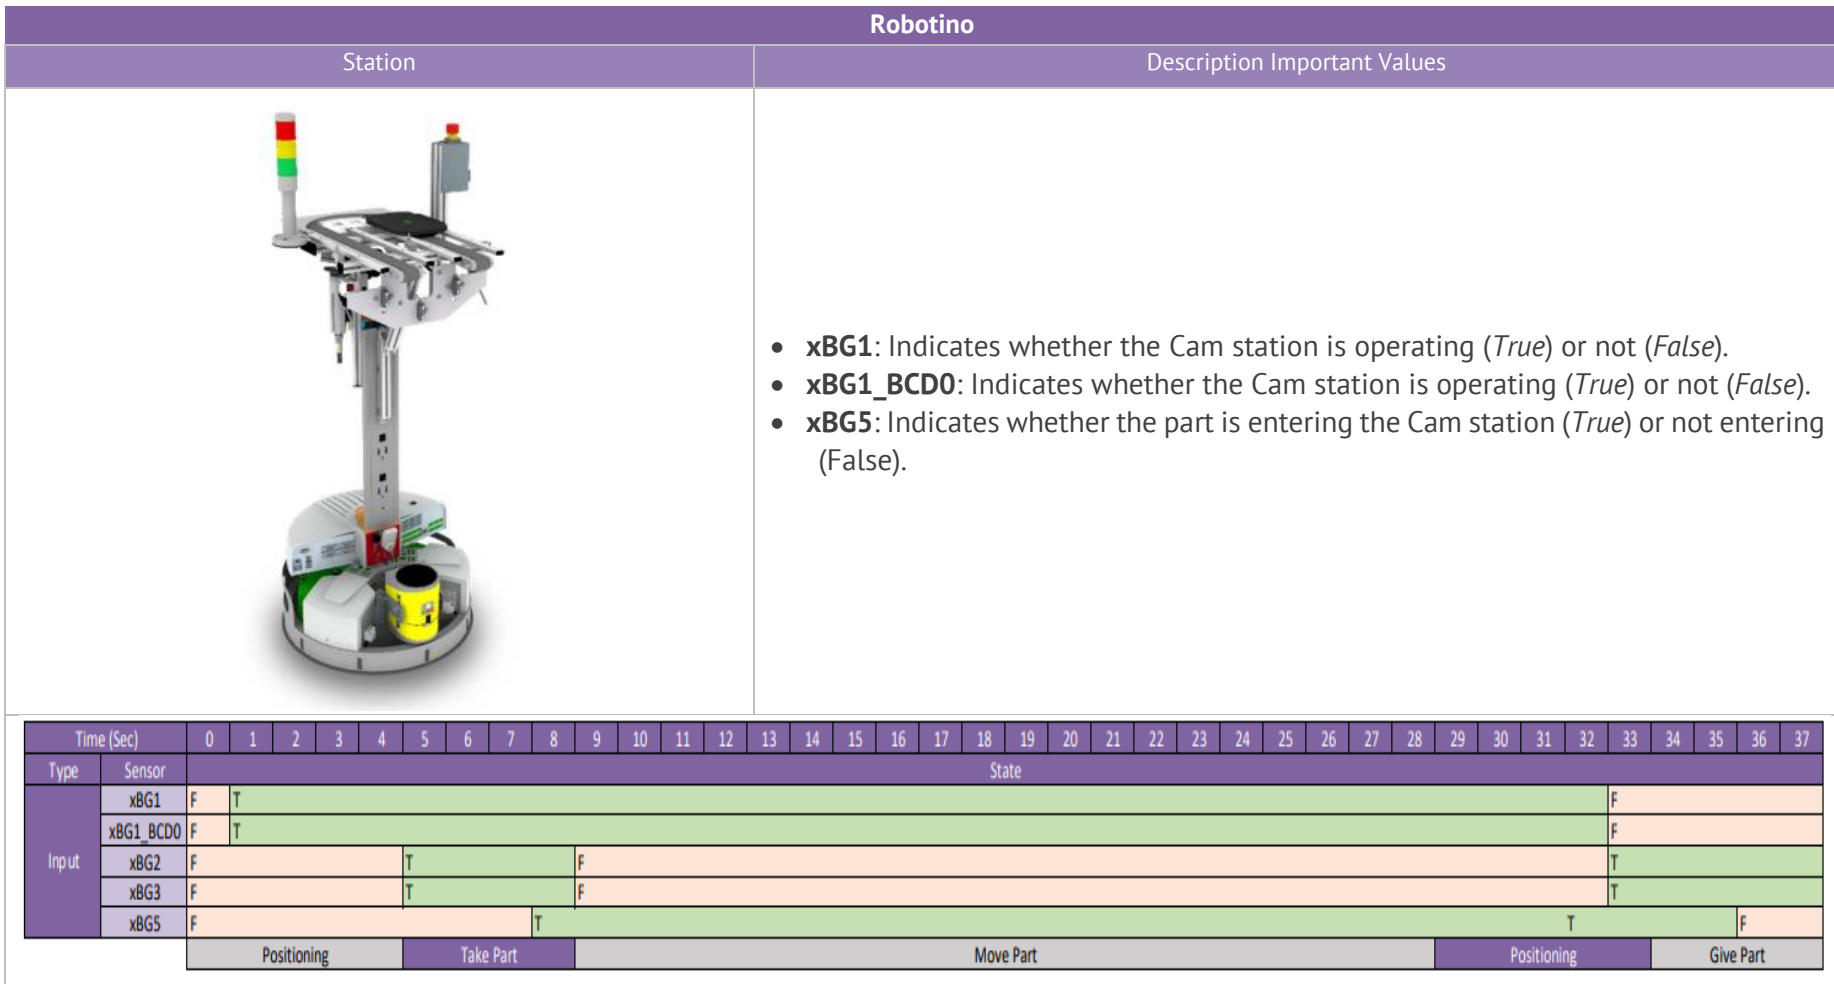 Robotino
Station Description Important Values
• xBG1: Indicates whether the Cam station is operating (True) or not (False).
• xBG1_BCD0: Indicates whether the Cam station is operating (True) or not (False).
• xBG5: Indicates whether the part is entering the Cam station (True) or not entering
(False).
Time (Sec) 0 1 2 3 4 5 6 7 8 9 10 11 12 13 14 15 16 17 18 19 20 21 22 23 24 25 26 27 28 29 30 31 32 33 34 35 36 37
Type Sensor State
xBG1 F T F
xBG1_BCD0 F T F
Input xBG2 F T F T
xBG3 F T F T
xBG5 F T T F
Positioning Take Part Move Part Positioning Give Part